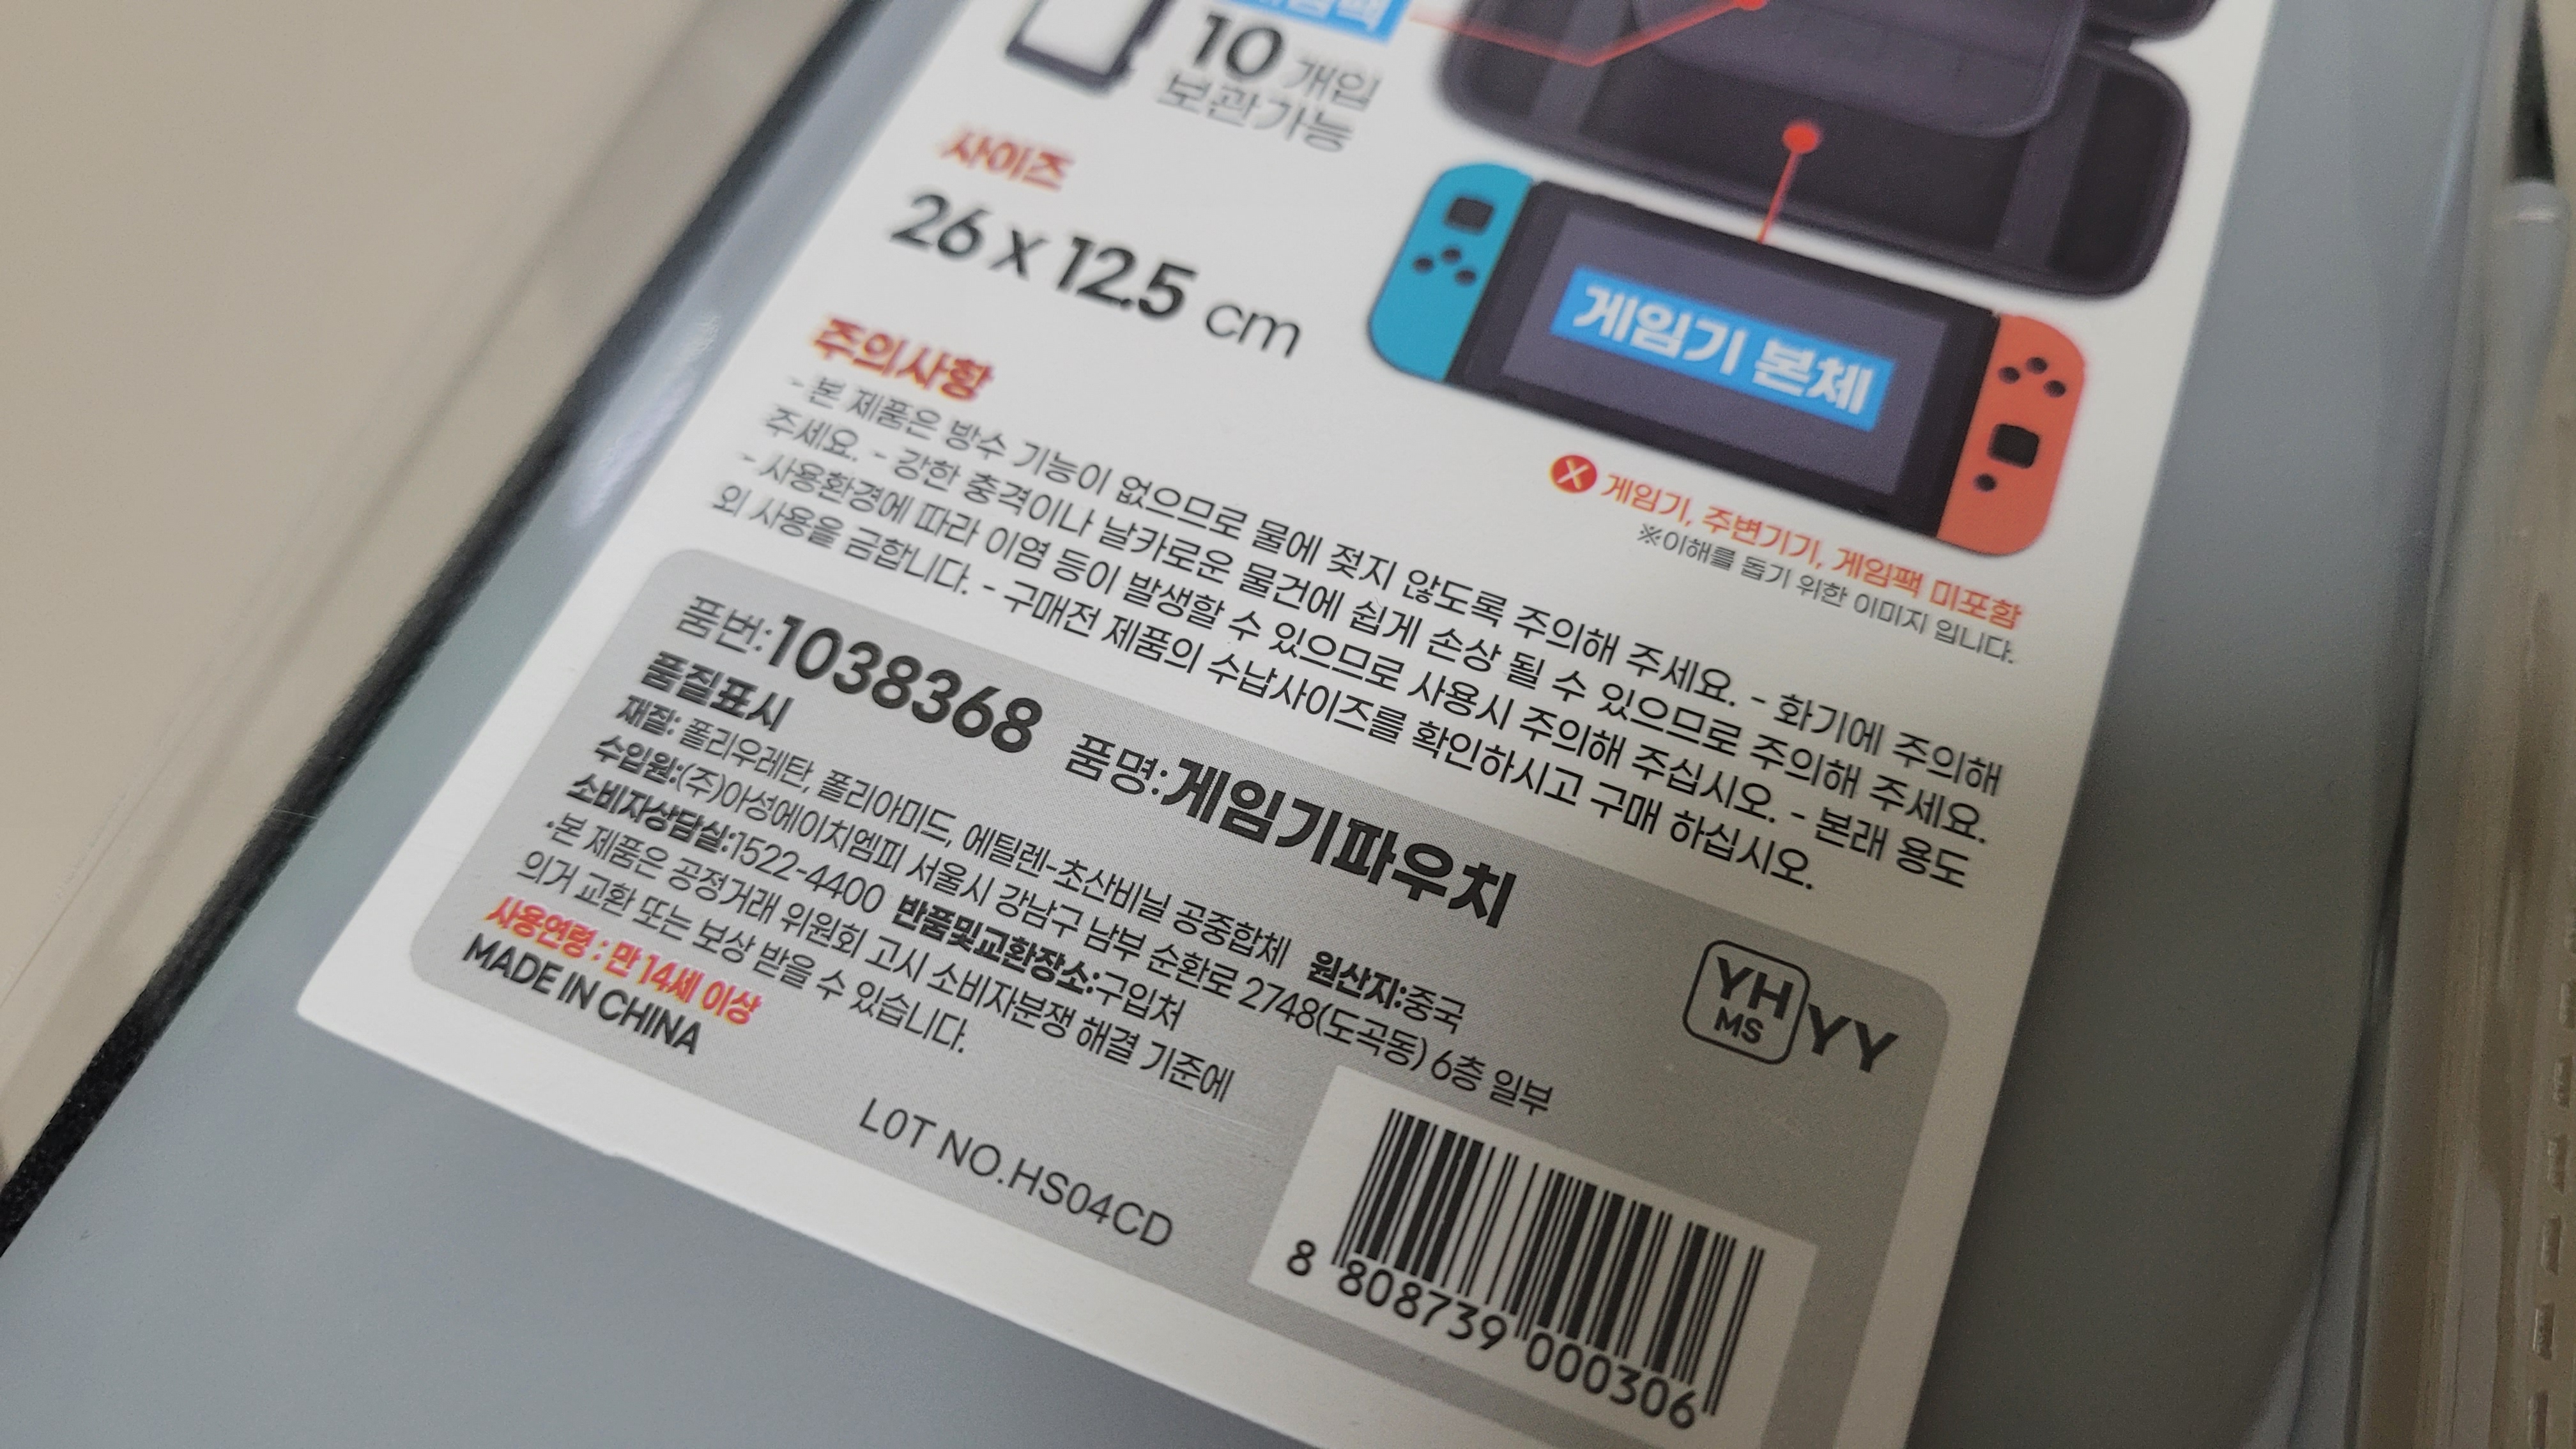 10 개입
보관가능
사이즈
26 x 12.5 cm
게임기 본체
X 게임기, 주변기기, 게임팩 미포함
※이해를 돕기 위한 이미지 입니다.
주의사항
- 본 제품은 방수 기능이 없으므로 물에 젖지 않도록 주의해 주세요. - 화기에 주의해
주세요. - 강한 충격이나 날카로운 물건에 쉽게 손상 될 수 있으므로 주의해 주세요.
- 사용환경에 따라 이염 등이 발생할 수 있으므로 사용시 주의해 주십시오. - 본래 용도
외 사용을 금합니다. - 구매전 제품의 수납사이즈를 확인하시고 구매 하십시오.
품번:1038368 품명:게임기파우치
품질표시
재질: 폴리우레탄, 폴리아미드, 에틸렌-초산비닐 공중합체 원산지:중국
수입원:(주)아성에이치엠피 서울시 강남구 남부 순환로 2748(도곡동) 6층 일부
소비자상담실:1522-4400 반품및교환장소:구입처
•본 제품은 공정거래 위원회 고시 소비자분쟁 해결 기준에
의거 교환 또는 보상 받을 수 있습니다.
사용연령 : 만 14세 이상
MADE IN CHINA
YH
MS
YY
LOT NO.HS04CD
8 808739 000306